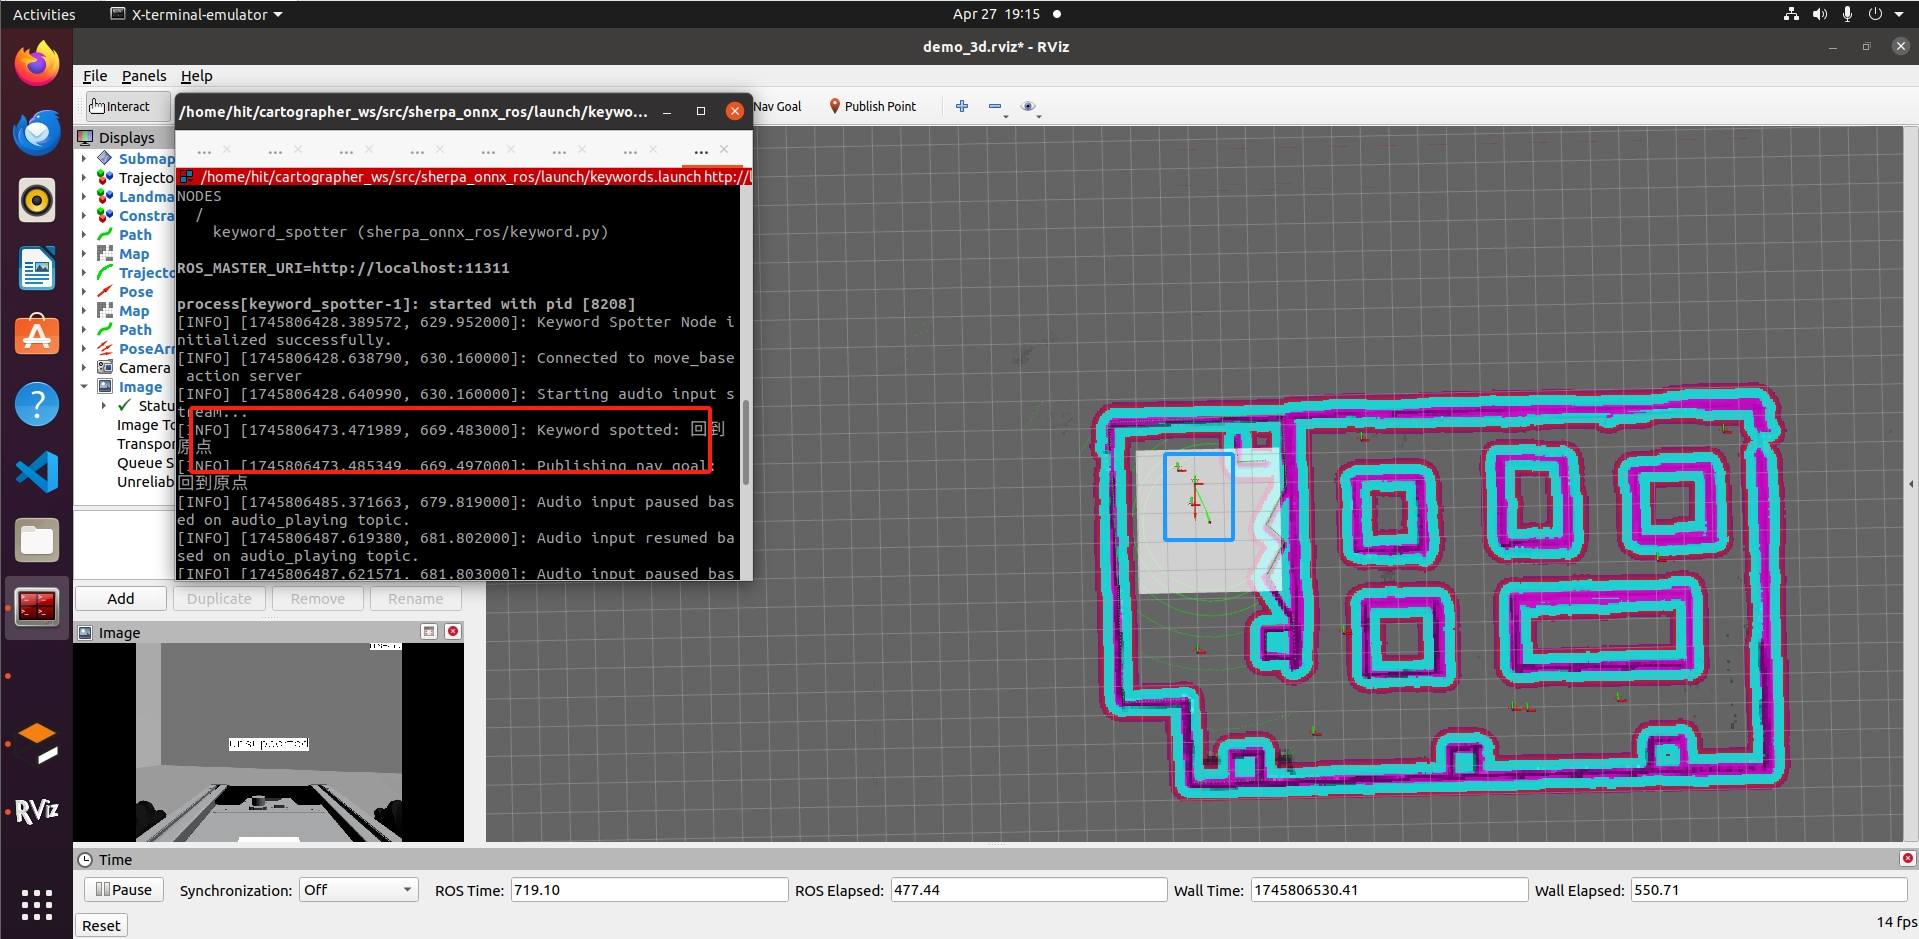 Activities
X-terminal-emulator
Apr 27 19:15
demo_3d.rviz* - RViz
File Panels Help
Interact
Nav Goal
Publish Point
/home/hit/cartographer_ws/src/sherpa_onnx_ros/launch/keywo...
... × ... × ... × ... × ... × ... × ... × ... ×
/home/hit/cartographer_ws/src/sherpa_onnx_ros/launch/keywords.launch http://l
NODES
/
keyword_spotter (sherpa_onnx_ros/keyword.py)
ROS_MASTER_URI=http://localhost:11311
process[keyword_spotter-1]: started with pid [8208]
[INFO] [1745806428.389572, 629.952000]: Keyword Spotter Node i
nitialized successfully.
[INFO] [1745806428.638790, 630.160000]: Connected to move_base
action server
[INFO] [1745806428.640990, 630.160000]: Starting audio input s
tream...
[INFO] [1745806473.471989, 669.483000]: Keyword spotted: 回到
原点
[INFO] [1745806473.485349, 669.497000]: Publishing nav goal:
回到原点
[INFO] [1745806485.371663, 679.819000]: Audio input paused bas
ed on audio_playing topic.
[INFO] [1745806487.619380, 681.802000]: Audio input resumed ba
sed on audio_playing topic.
[INFO] [1745806487.621571, 681.803000]: Audio input paused bas
Displays
Submap
Trajecto
Landma
Constra
Path
Map
Trajecto
Pose
Map
Path
PoseArr
Camera
Image
Statu
Image To
Transpo
Queue S
Unreliab
Add Duplicate Remove Rename
Image
unsupported
RViz
Time
Pause
Synchronization: Off
ROS Time: 719.10
ROS Elapsed: 477.44
Wall Time: 1745806530.41
Wall Elapsed: 550.71
Reset
14 fps